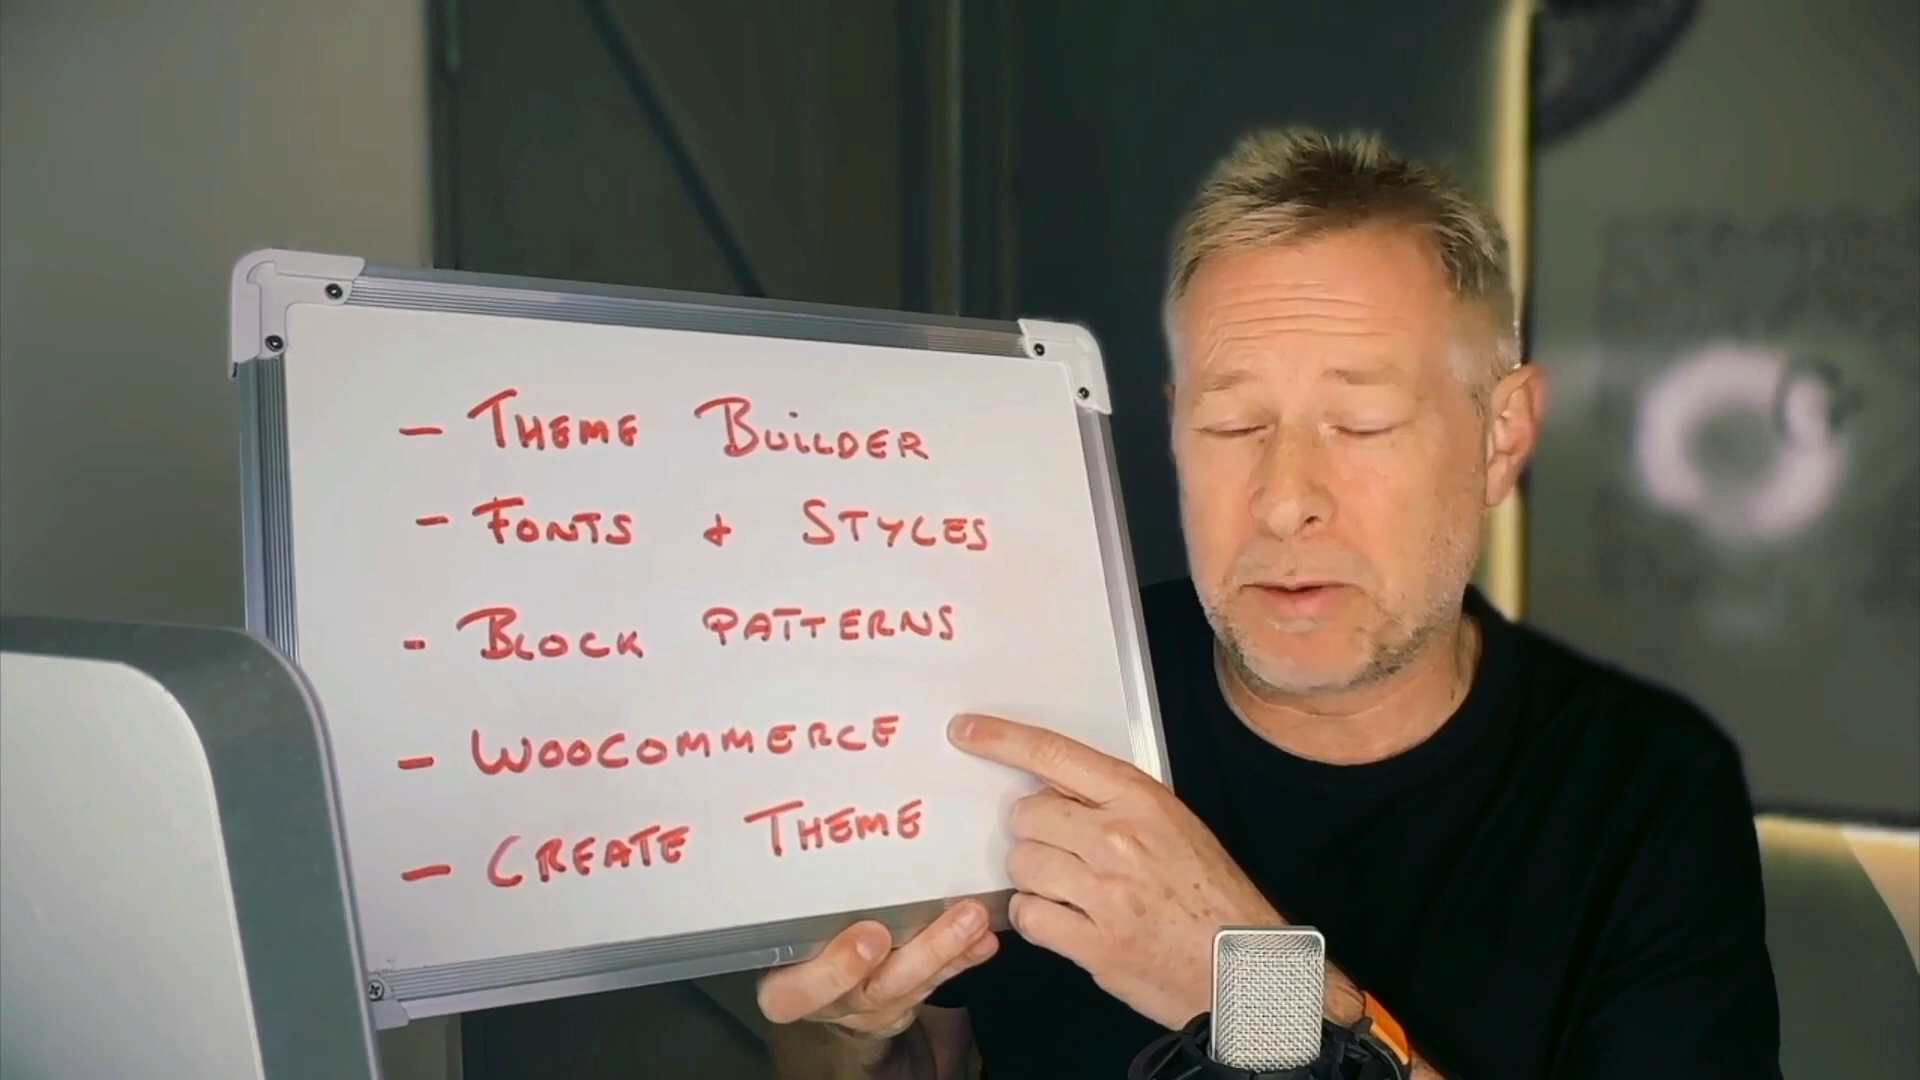 - THEME BUILDER
- FONTS + STYLES
- BLOCK PATTERNS
- WOOCOMMERCE
- CREATE THEME